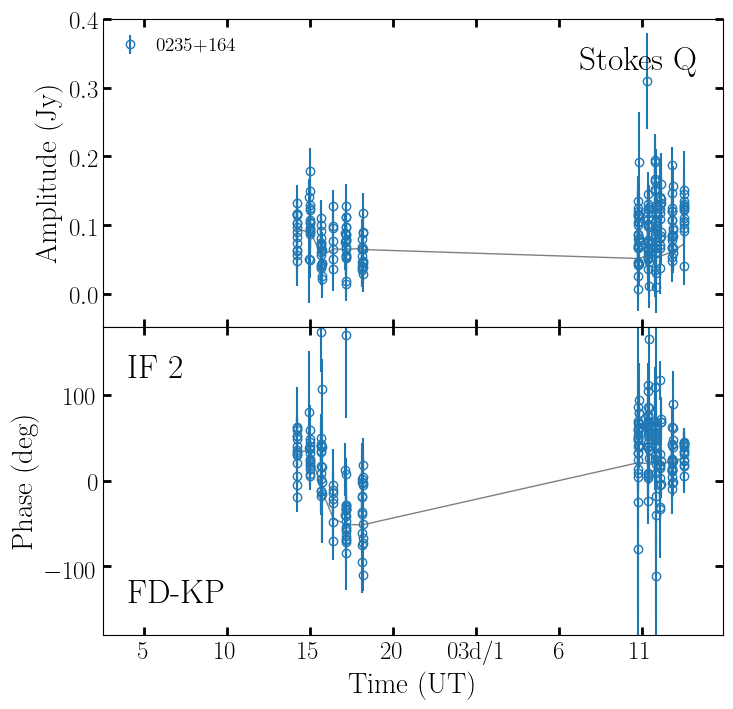 0.4
0235+164
Stokes Q
0.3
0.2
0.1
0.0
Amplitude (Jy)
IF 2
100
0
−100
Phase (deg)
FD-KP
5 10 15 20 03d/1 6 11
Time (UT)